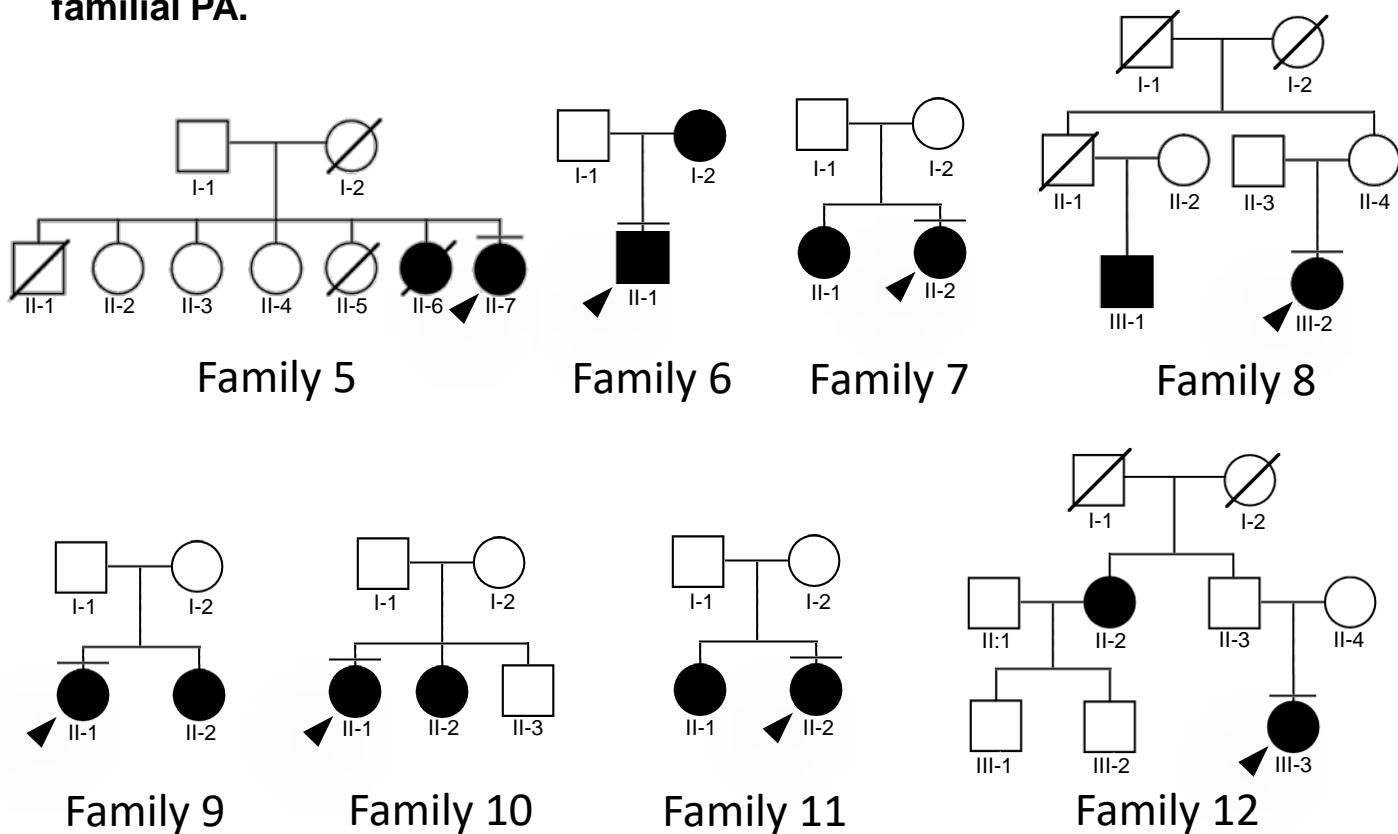 familial PA.
I-1 I-2
II-1 II-2 II-3 II-4 II-5 II-6 II-7
Family 5
I-1 I-2
II-1
Family 6
I-1 I-2
II-1 II-2
Family 7
I-1 I-2
II-1 II-2 II-3 II-4
III-1 III-2
Family 8
I-1 I-2
II-1 II-2
Family 9
I-1 I-2
II-1 II-2 II-3
Family 10
I-1 I-2
II-1 II-2
Family 11
I-1 I-2
II:1 II-2 II-3 II-4
III-1 III-2 III-3
Family 12